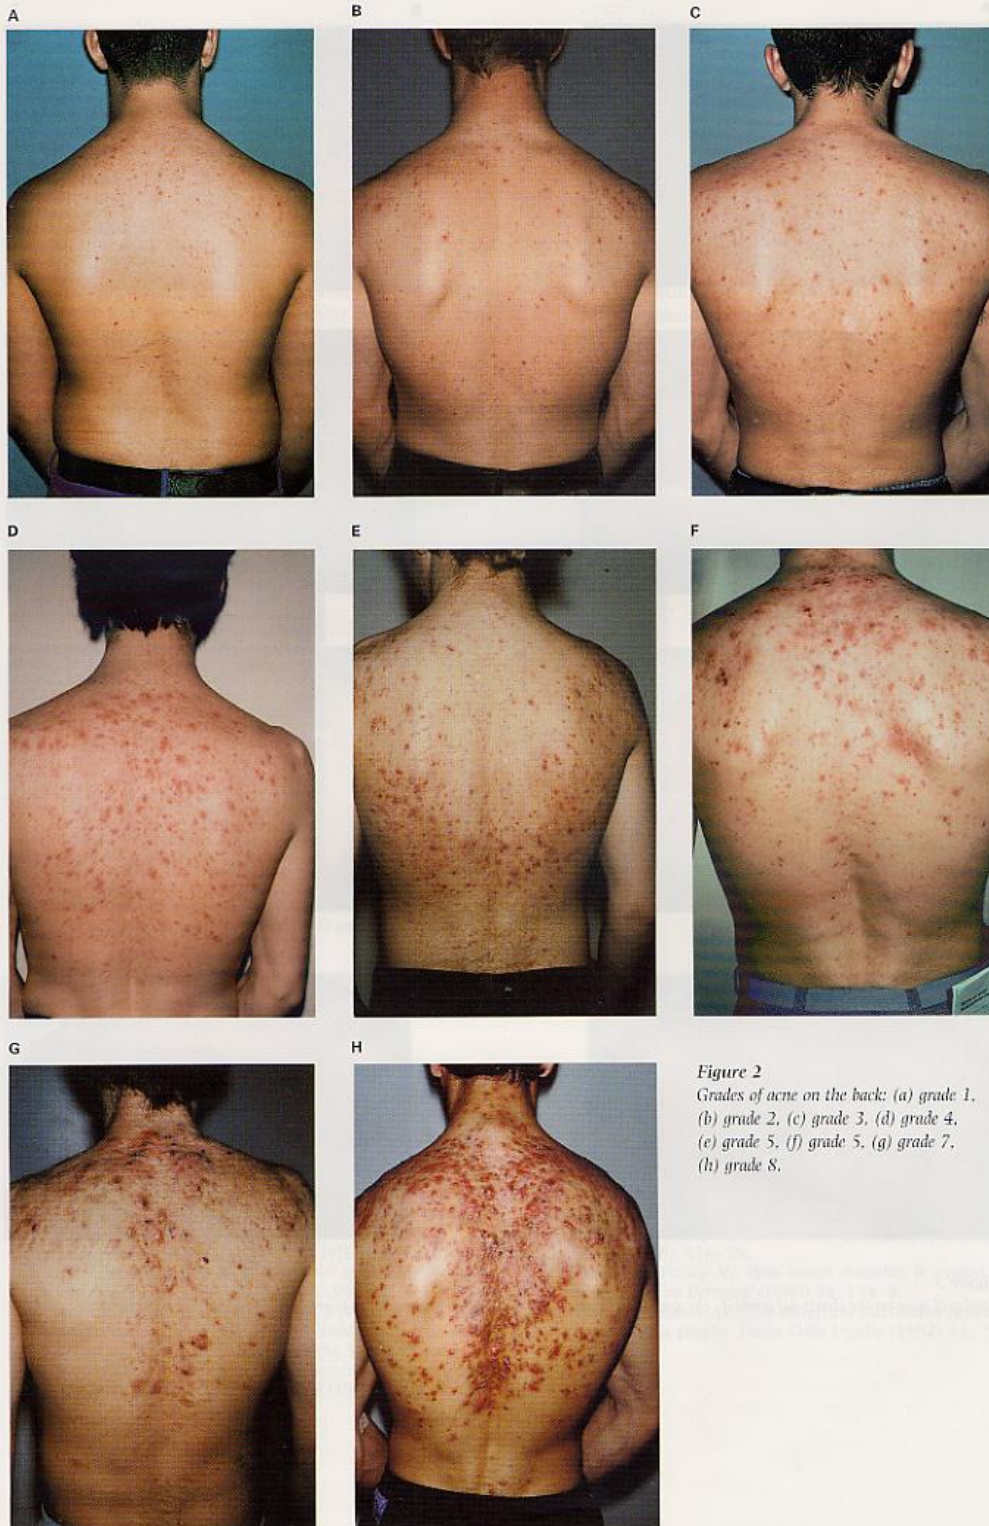 A
B
C
D
E
F
G
H
Figure 2
Grades of acne on the back: (a) grade 1,
(b) grade 2, (c) grade 3, (d) grade 4,
(e) grade 5, (f) grade 5, (g) grade 7,
(h) grade 8.